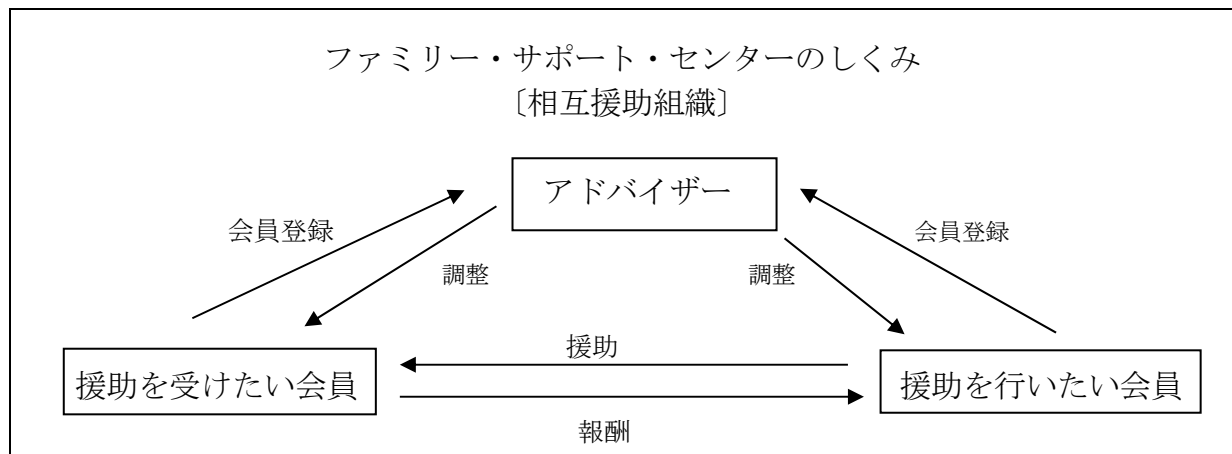 ファミリー・サポート・センターのしくみ
〔相互援助組織〕
アドバイザー
会員登録
会員登録
調整
調整
援助
援助を受けたい会員
援助を行いたい会員
報酬